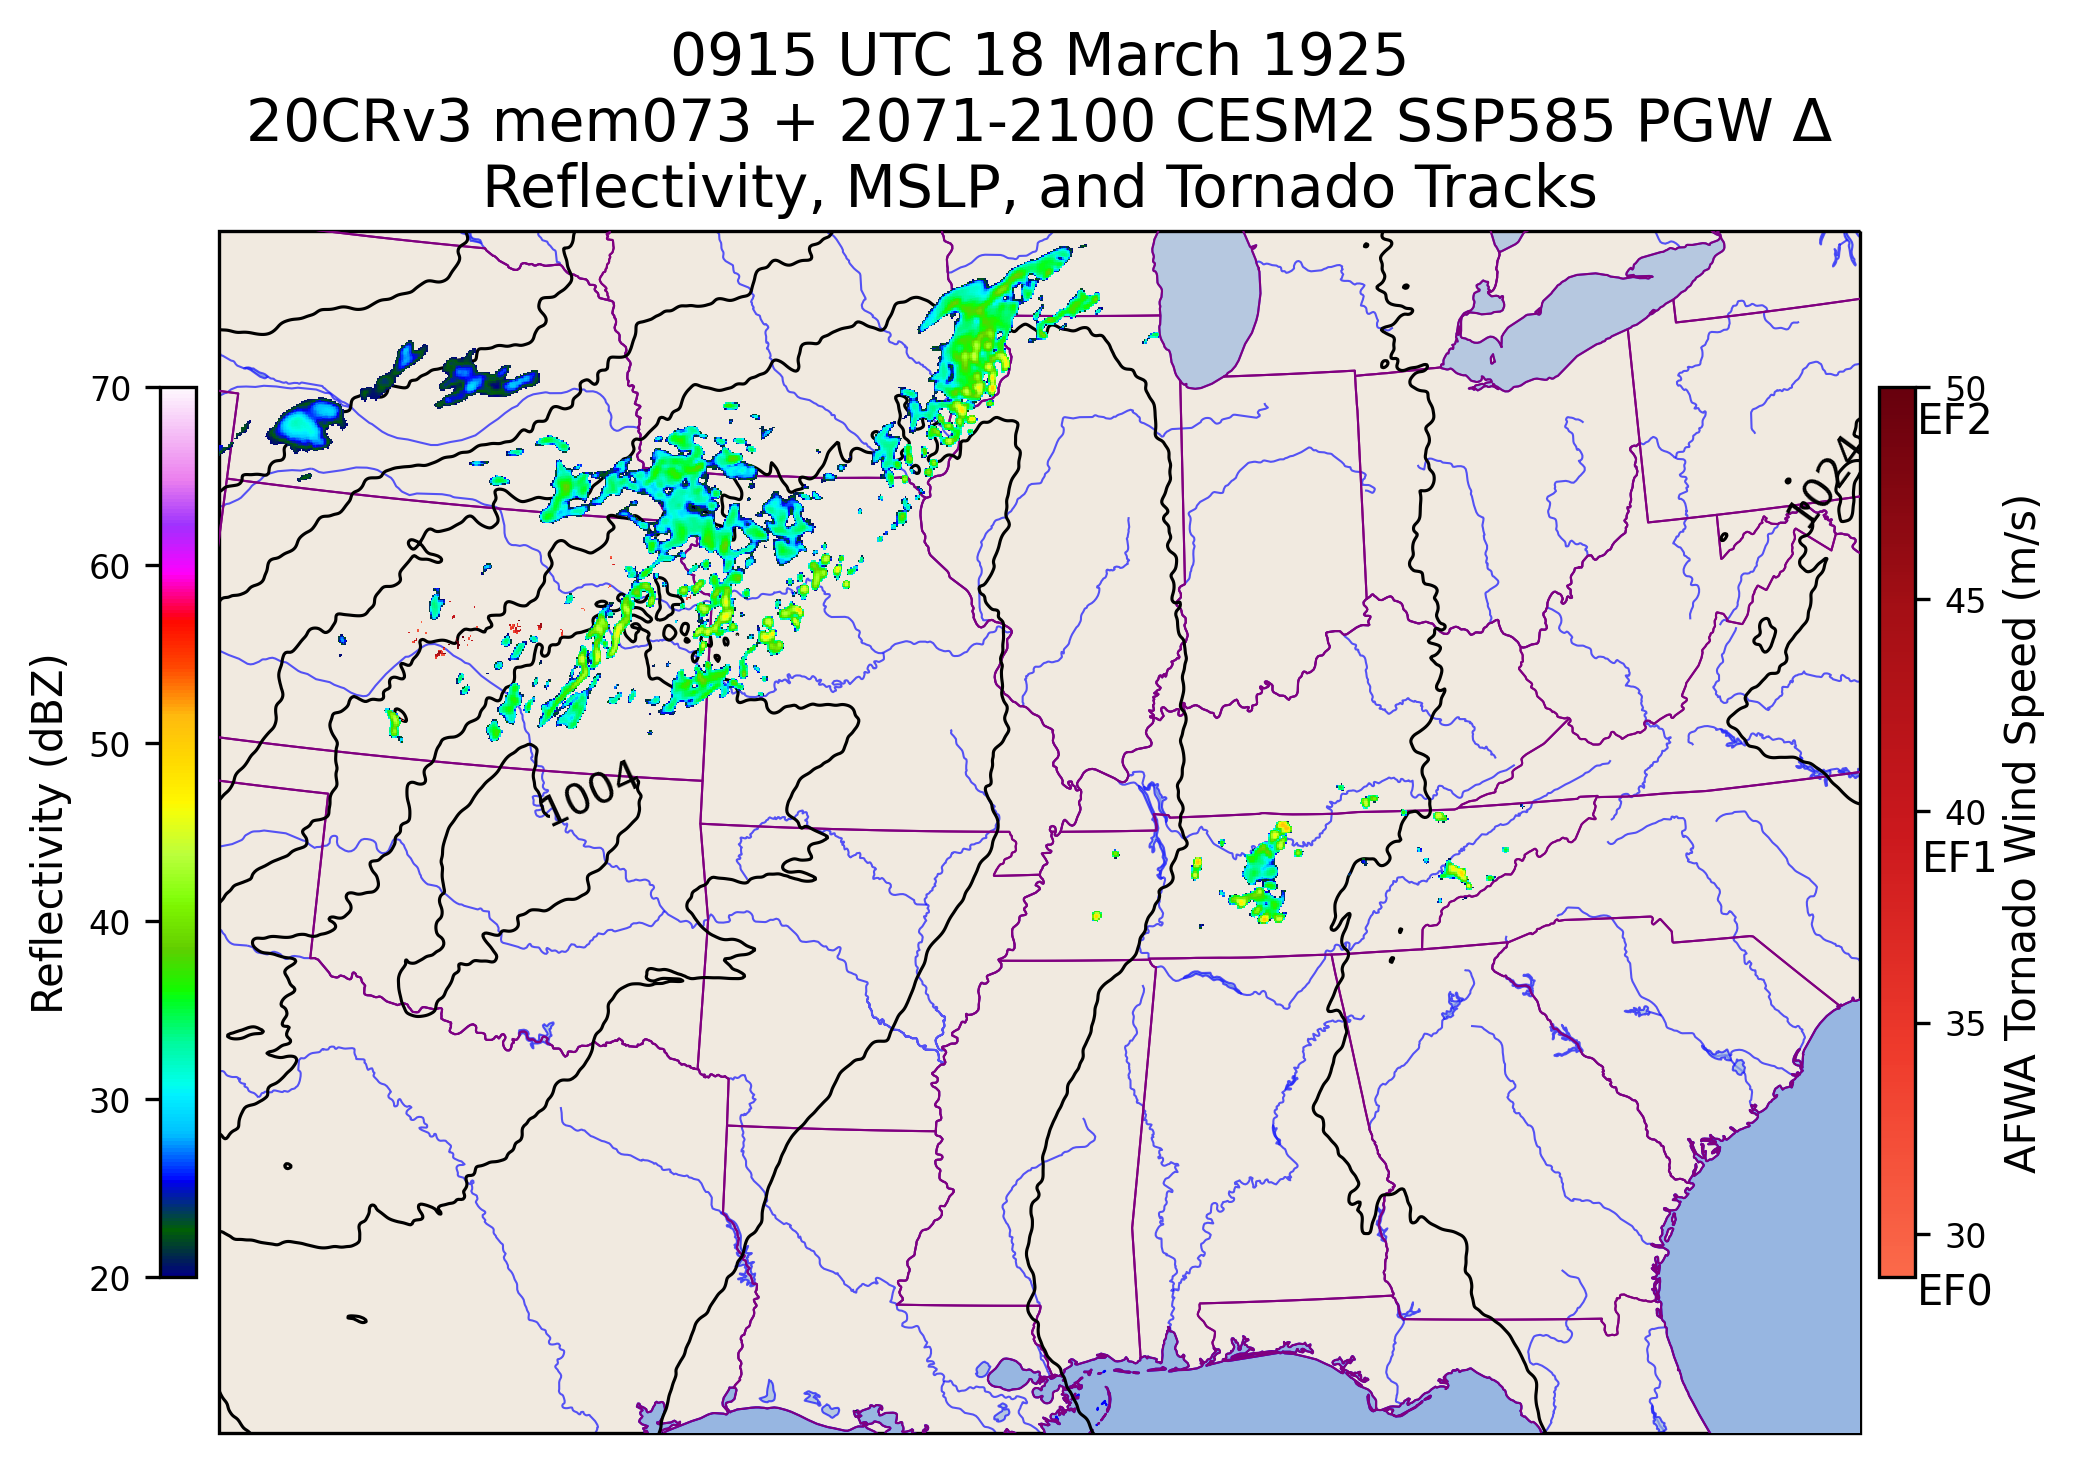 0915 UTC 18 March 1925
20CRv3 mem073 + 2071-2100 CESM2 SSP585 PGW Δ
Reflectivity, MSLP, and Tornado Tracks
70
60
50
40
30
20
Reflectivity (dBZ)
1004
1024
50
EF2
45
40
EF1
35
30
EF0
AFWA Tornado Wind Speed (m/s)